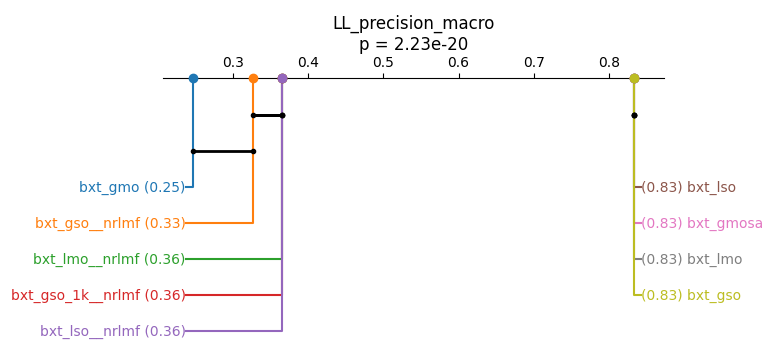 LL_precision_macro
p = 2.23e-20
0.3 0.4 0.5 0.6 0.7 0.8
bxt_gmo (0.25) (0.83) bxt_lso
bxt_gso__nrlmf (0.33) (0.83) bxt_gmosa
bxt_lmo__nrlmf (0.36) (0.83) bxt_lmo
bxt_gso_1k__nrlmf (0.36) (0.83) bxt_gso
bxt_lso__nrlmf (0.36)